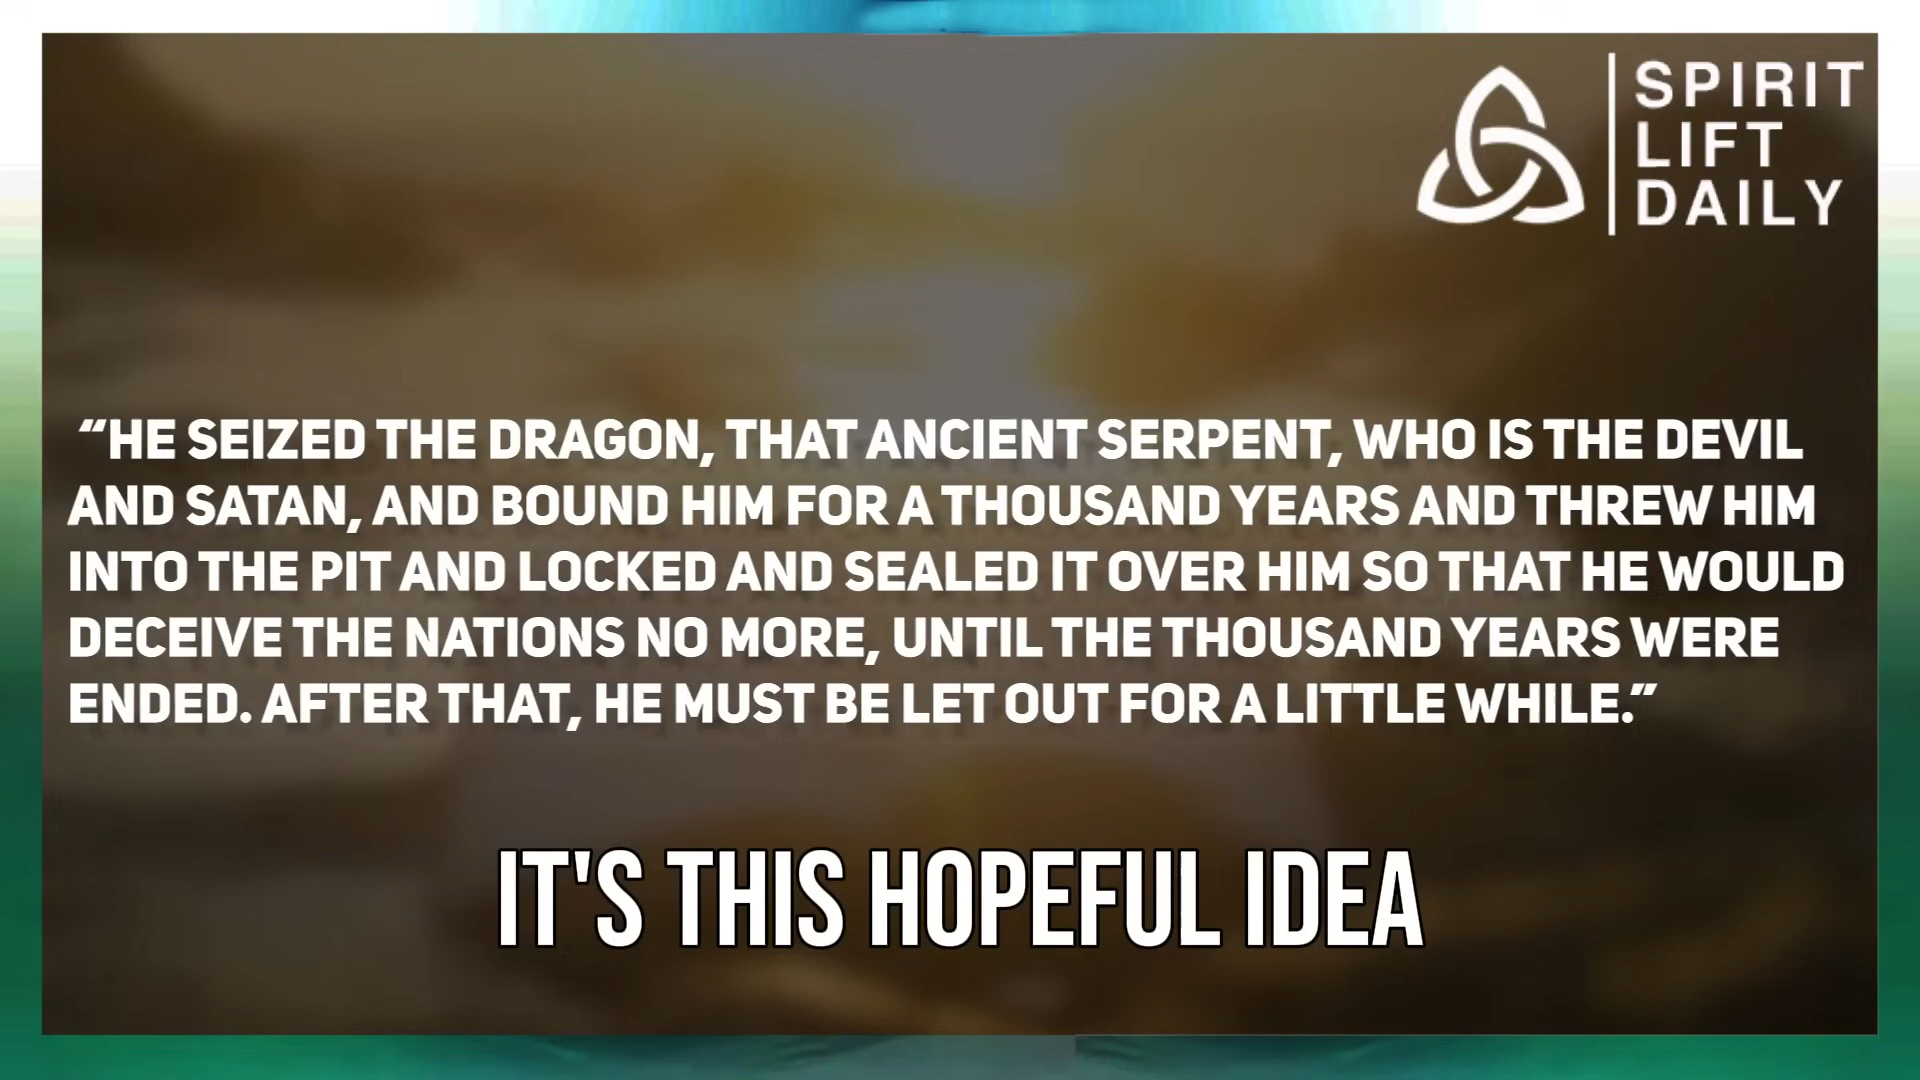 SPIRIT
LIFT
DAILY
“HE SEIZED THE DRAGON, THAT ANCIENT SERPENT, WHO IS THE DEVIL
AND SATAN, AND BOUND HIM FOR A THOUSAND YEARS AND THREW HIM
INTO THE PIT AND LOCKED AND SEALED IT OVER HIM SO THAT HE WOULD
DECEIVE THE NATIONS NO MORE, UNTIL THE THOUSAND YEARS WERE
ENDED. AFTER THAT, HE MUST BE LET OUT FOR A LITTLE WHILE.”
IT'S THIS HOPEFUL IDEA